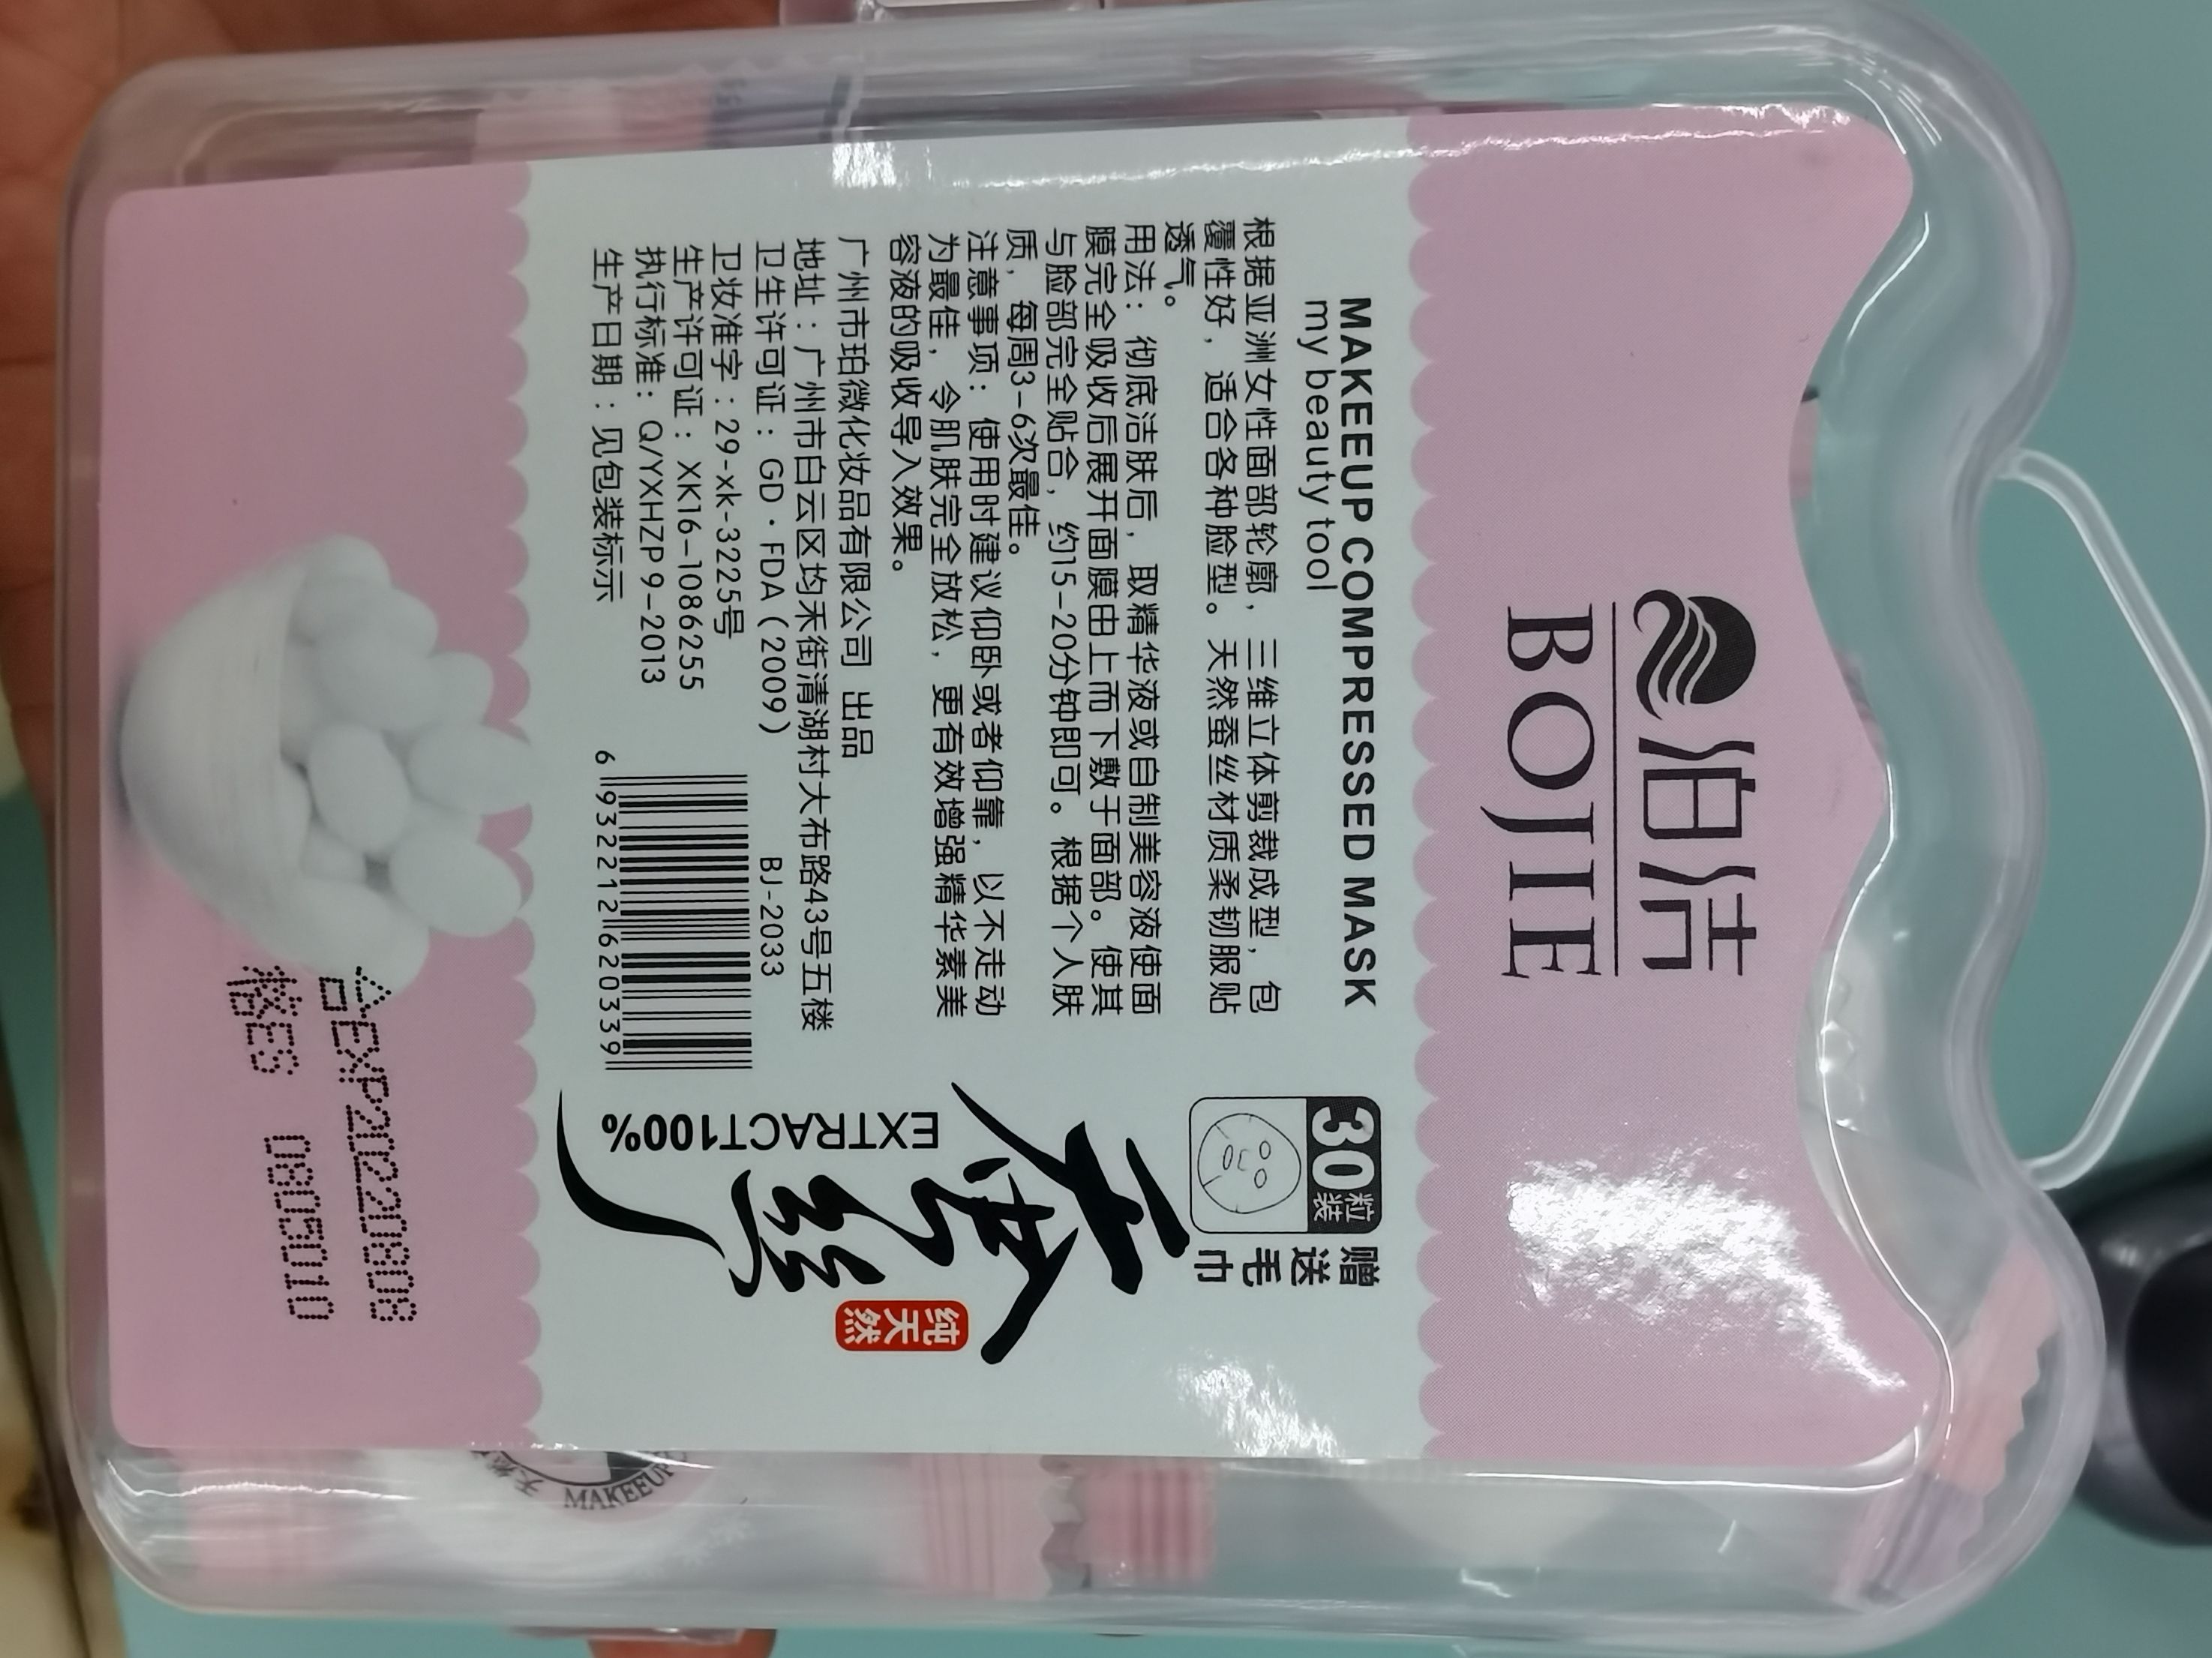 泊洁
BOJIE
MAKEEUP COMPRESSED MASK
my beauty tool
根据亚洲女性面部轮廓，三维立体剪裁成型，包
覆性好，适合各种脸型。天然蚕丝材质柔韧服贴
透气。
用法：彻底洁肤后，取精华液或自制美容液使面
膜完全吸收后展开面膜由上而下敷于面部。使其
与脸部完全贴合，约15-20分钟即可。根据个人肤
质，每周3-6次最佳。
注意事项：使用时建议仰卧或者仰靠，以不走动
为最佳，令肌肤完全放松，更有效增强精华素美
容液的吸收导入效果。
广州市珀微化妆品有限公司 出品
地址：广州市白云区均禾街清湖村大布路43号五楼
卫生许可证：GD·FDA（2009）
卫妆准字：29-xk-3225号
生产许可证：XK16-1086255
执行标准：Q/YXHZP 9-2013
生产日期：见包装标示
BJ-2033
6 932212 620339
30粒装
赠送毛巾
蚕丝
纯天然
EXTRACT100%
合EXP20220808
格ES 0805010
MAKEEUP